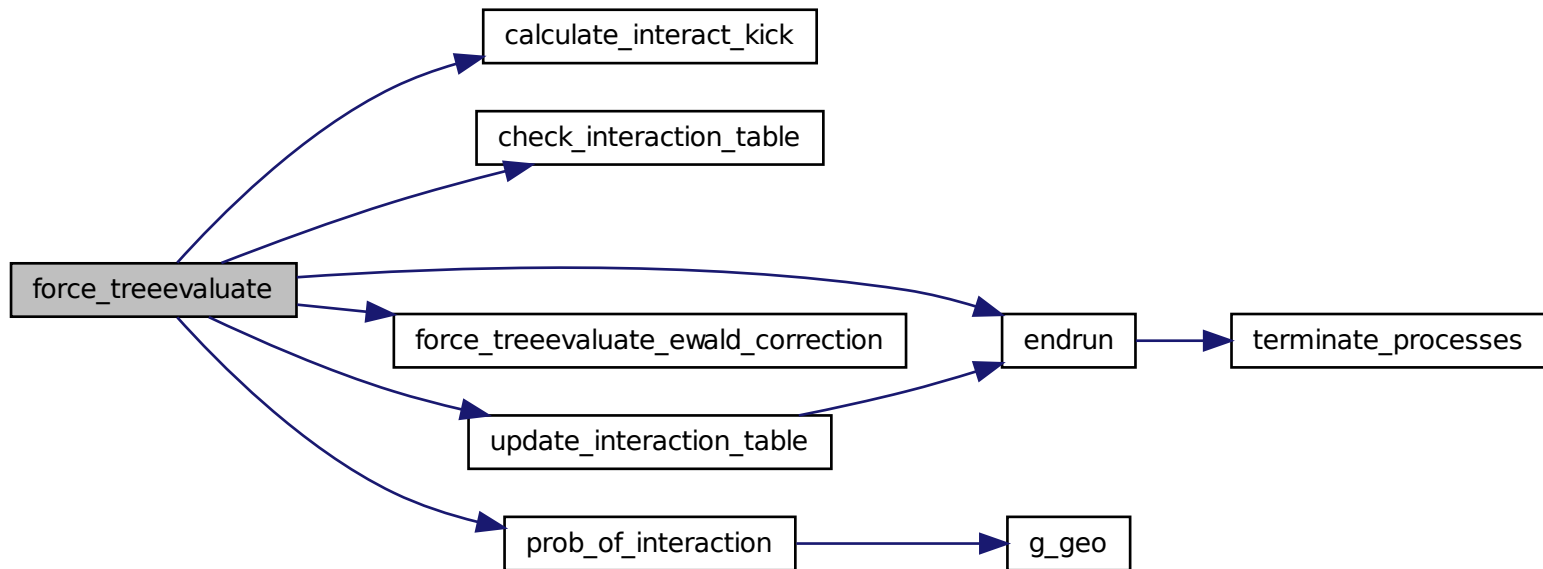 calculate_interact_kick
check_interaction_table
force_treeevaluate
force_treeevaluate_ewald_correction
endrun
terminate_processes
update_interaction_table
prob_of_interaction
g_geo